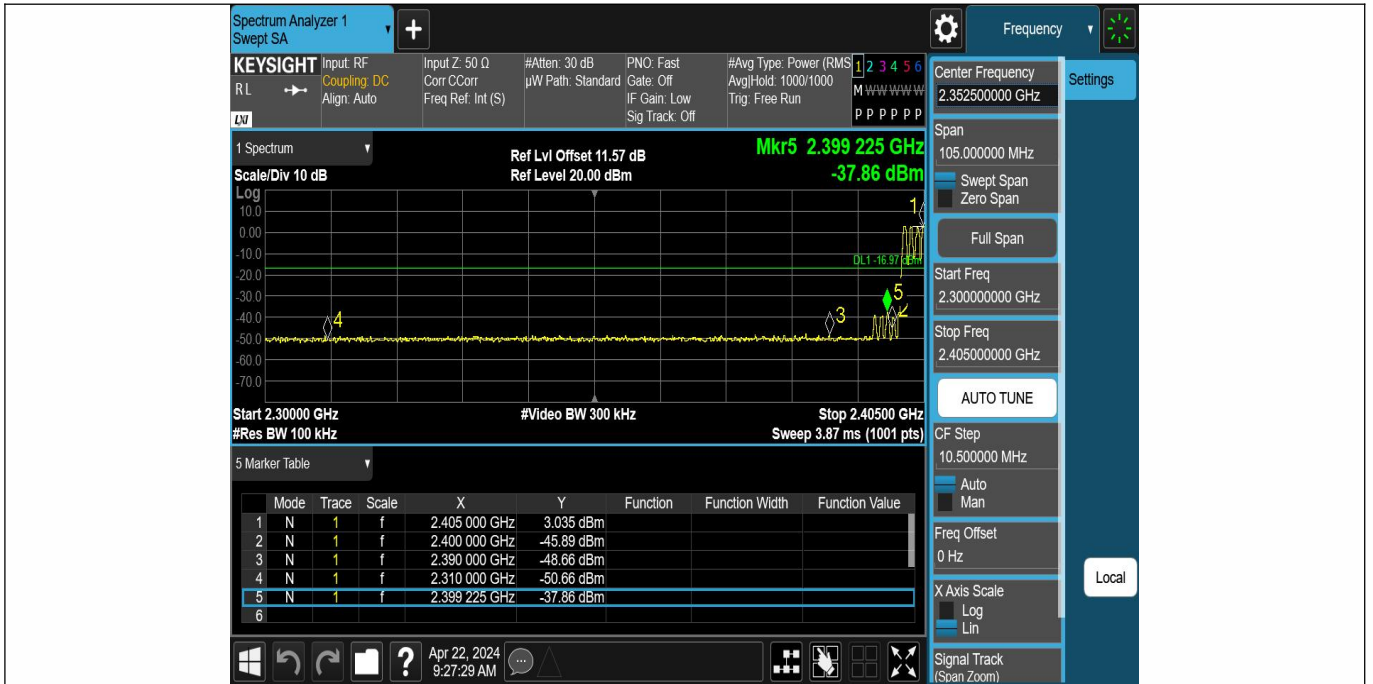 Spectrum Analyzer 1
Swept SA
+
Frequency
KEYSIGHT
RL
LXI
Input: RF
Coupling: DC
Align: Auto
Input Z: 50 Ω
Corr CCorr
Freq Ref: Int (S)
#Atten: 30 dB
µW Path: Standard
PNO: Fast
Gate: Off
IF Gain: Low
Sig Track: Off
#Avg Type: Power (RMS
Avg|Hold: 1000/1000
Trig: Free Run
1 2 3 4 5 6
M W W W W W
P P P P P P
Center Frequency
2.352500000 GHz
Settings
Span
105.000000 MHz
Swept Span
Zero Span
Full Span
Start Freq
2.300000000 GHz
Stop Freq
2.405000000 GHz
AUTO TUNE
CF Step
10.500000 MHz
Auto
Man
Freq Offset
0 Hz
X Axis Scale
Log
Lin
Signal Track
(Span Zoom)
Local
1 Spectrum
Scale/Div 10 dB
Ref Lvl Offset 11.57 dB
Ref Level 20.00 dBm
Mkr5 2.399 225 GHz
-37.86 dBm
Log
10.0
0.00
-10.0
-20.0
-30.0
-40.0
-50.0
-60.0
-70.0
1
DL1 -16.97 dBm
5
4
3
2
Start 2.30000 GHz
#Video BW 300 kHz
Stop 2.40500 GHz
#Res BW 100 kHz
Sweep 3.87 ms (1001 pts)
5 Marker Table
Mode Trace Scale X Y Function Function Width Function Value
1 N 1 f 2.405 000 GHz 3.035 dBm
2 N 1 f 2.400 000 GHz -45.89 dBm
3 N 1 f 2.390 000 GHz -48.66 dBm
4 N 1 f 2.310 000 GHz -50.66 dBm
5 N 1 f 2.399 225 GHz -37.86 dBm
6
?
Apr 22, 2024
9:27:29 AM